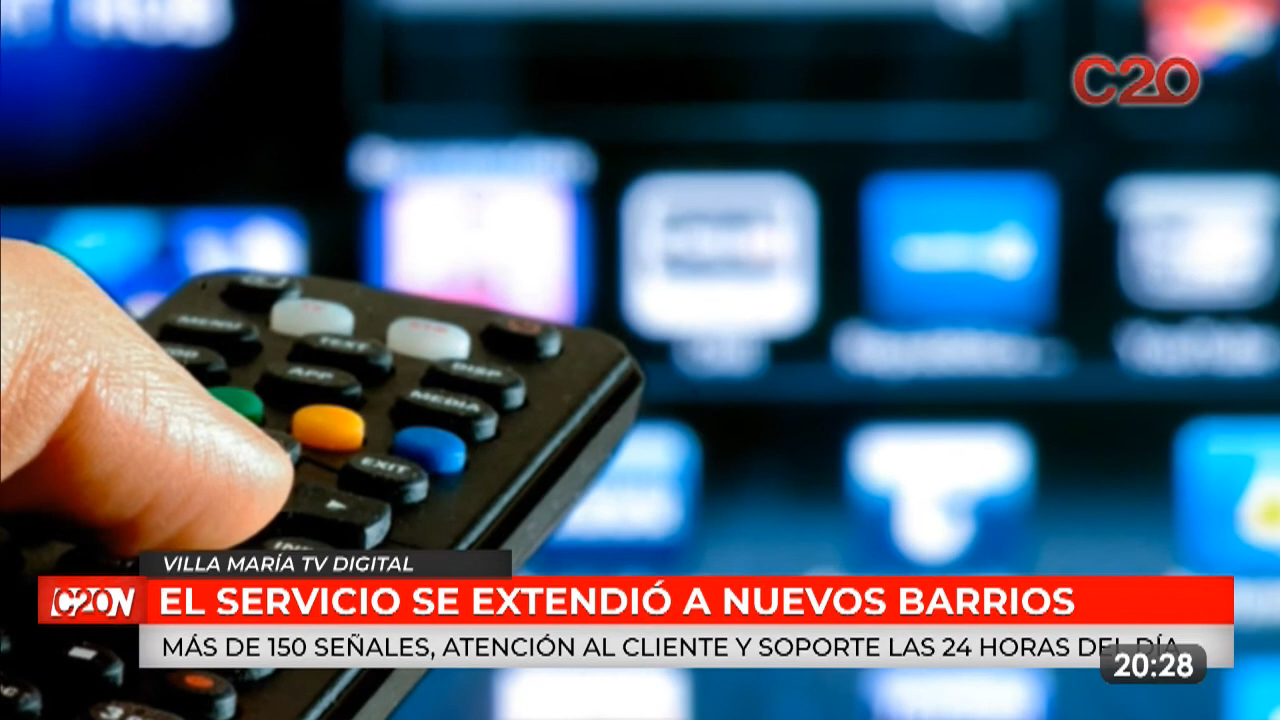 C20
MENU
TEXT
DISP
APP
MEDIA
EXIT
VILLA MARÍA TV DIGITAL
C20N
EL SERVICIO SE EXTENDIÓ A NUEVOS BARRIOS
MÁS DE 150 SEÑALES, ATENCIÓN AL CLIENTE Y SOPORTE LAS 24 HORAS DEL DÍA
20:28